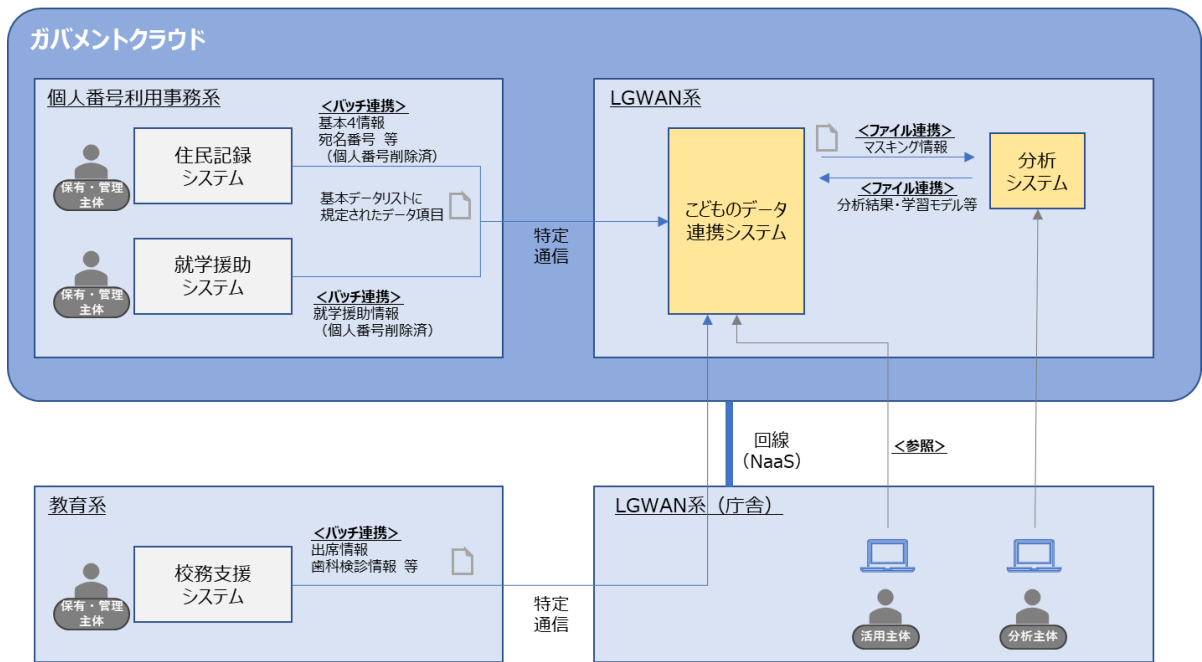 ガバメントクラウド
個人番号利用事務系
<バッチ連携>
基本4情報
宛名番号 等
（個人番号削除済）
住民記録
システム
保有・管理
主体
基本データリストに
規定されたデータ項目
就学援助
システム
保有・管理
主体
<バッチ連携>
就学援助情報
（個人番号削除済）
特定
通信
LGWAN系
こどものデータ
連携システム
<ファイル連携>
マスキング情報
<ファイル連携>
分析結果・学習モデル等
分析
システム
回線
（NaaS）
<参照>
教育系
<バッチ連携>
出席情報
歯科検診情報 等
校務支援
システム
保有・管理
主体
特定
通信
LGWAN系（庁舎）
活用主体
分析主体